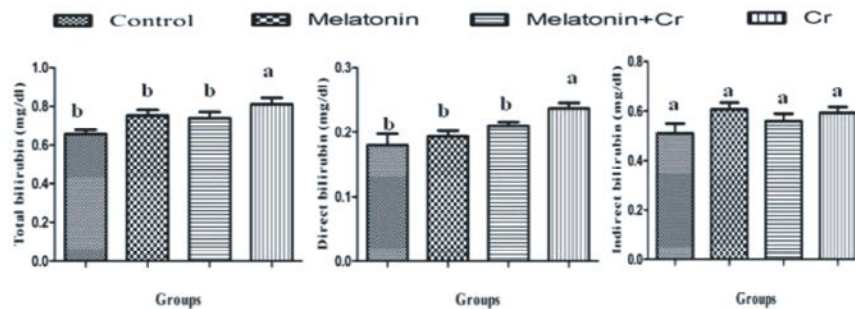 Control Melatonin Melatonin+Cr Cr
Total bilirubin (mg/dl)
1.0
0.8
0.6
0.4
0.2
0.0
b b b a
Groups
Direct bilirubin (mg/dl)
0.3
0.2
0.1
0.0
b b b a
Groups
Indirect bilirubin (mg/dl)
0.8
0.6
0.4
0.2
0.0
a a a a
Groups